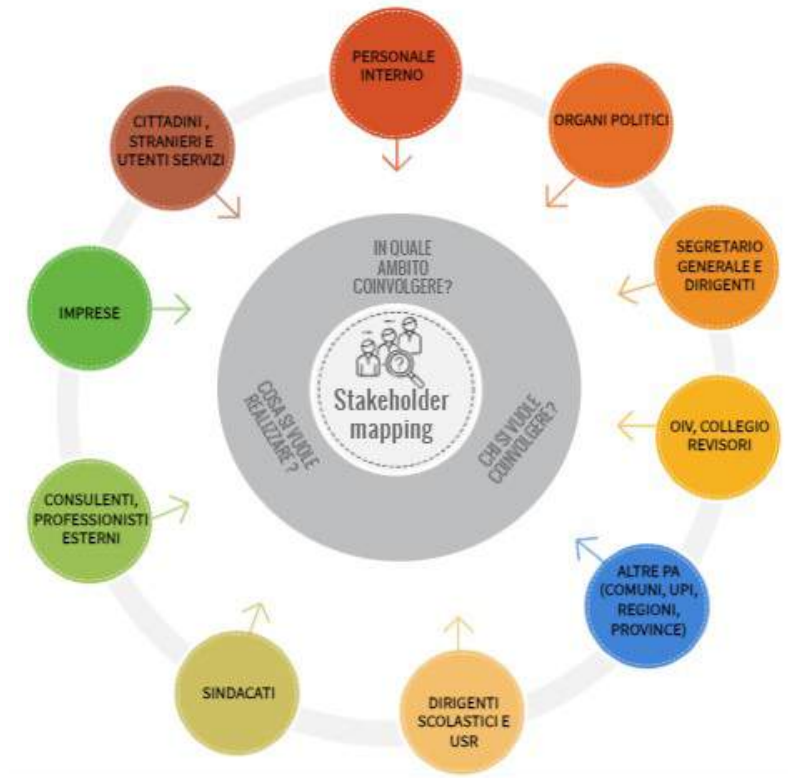 PERSONALE
INTERNO
ORGANI POLITICI
SEGRETARIO
GENERALE E
DIRIGENTI
OIV, COLLEGIO
REVISORI
ALTRE PA
(COMUNI, UPI,
REGIONI,
PROVINCE)
DIRIGENTI
SCOLASTICI E
USR
SINDACATI
CONSULENTI,
PROFESSIONISTI
ESTERNI
IMPRESE
CITTADINI ,
STRANIERI E
UTENTI SERVIZI
IN QUALE
AMBITO
COINVOLGERE?
CHI SI VUOLE
COINVOLGERE?
COSA SI VUOLE
REALIZZARE ?
?
Stakeholder
mapping